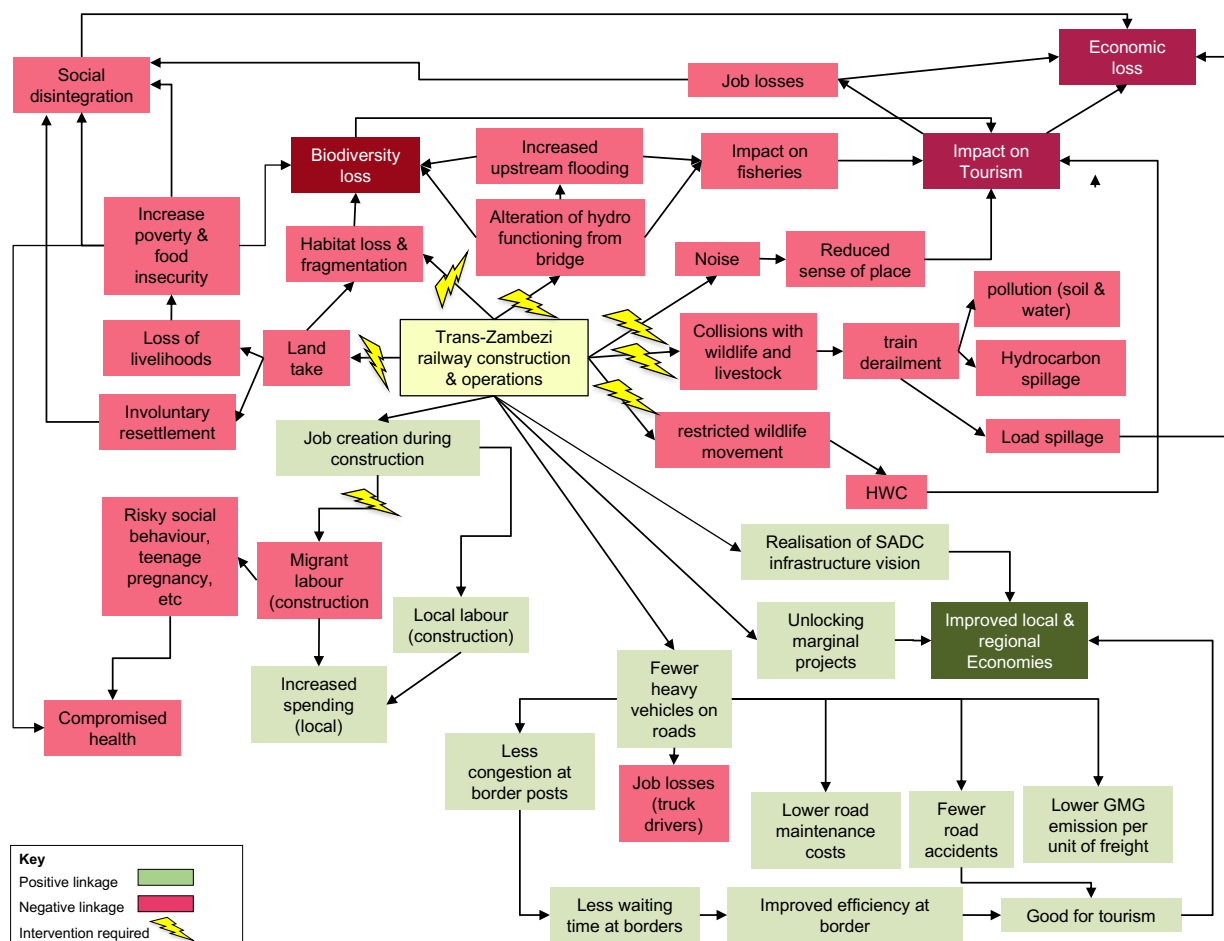 Economic
loss
Social
disintegration
Job losses
Biodiversity
loss
Increased
upstream flooding
Impact on
fisheries
Impact on
Tourism
Increase
poverty &
food
insecurity
Habitat loss &
fragmentation
Alteration of hydro
functioning from
bridge
Noise
Reduced
sense of place
pollution (soil &
water)
Loss of
livelihoods
Land
take
Trans-Zambezi
railway construction
& operations
Collisions with
wildlife and
livestock
train
derailment
Hydrocarbon
spillage
Involuntary
resettlement
Job creation during
construction
restricted wildlife
movement
Load spillage
HWC
Risky social
behaviour,
teenage
pregnancy,
etc
Migrant
labour
(construction
Realisation of SADC
infrastructure vision
Local labour
(construction)
Unlocking
marginal
projects
Improved local &
regional
Economies
Increased
spending
(local)
Fewer
heavy
vehicles on
roads
Compromised
health
Less
congestion at
border posts
Job losses
(truck
drivers)
Lower road
maintenance
costs
Fewer
road
accidents
Lower GMG
emission per
unit of freight
Less waiting
time at borders
Improved efficiency at
border
Good for tourism
Key
Positive linkage
Negative linkage
Intervention required